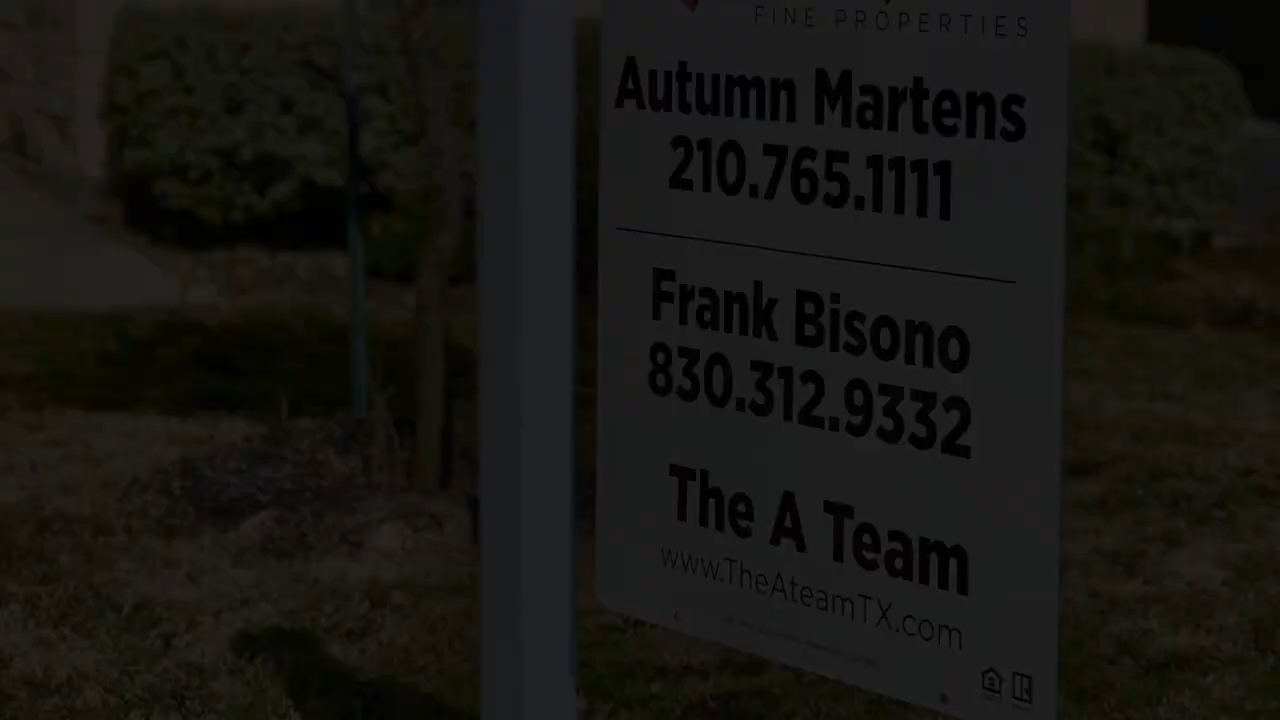 FINE PROPERTIES
Autumn Martens
210.765.1111
Frank Bisono
830.312.9332
The A Team
www.TheAteamTX.com